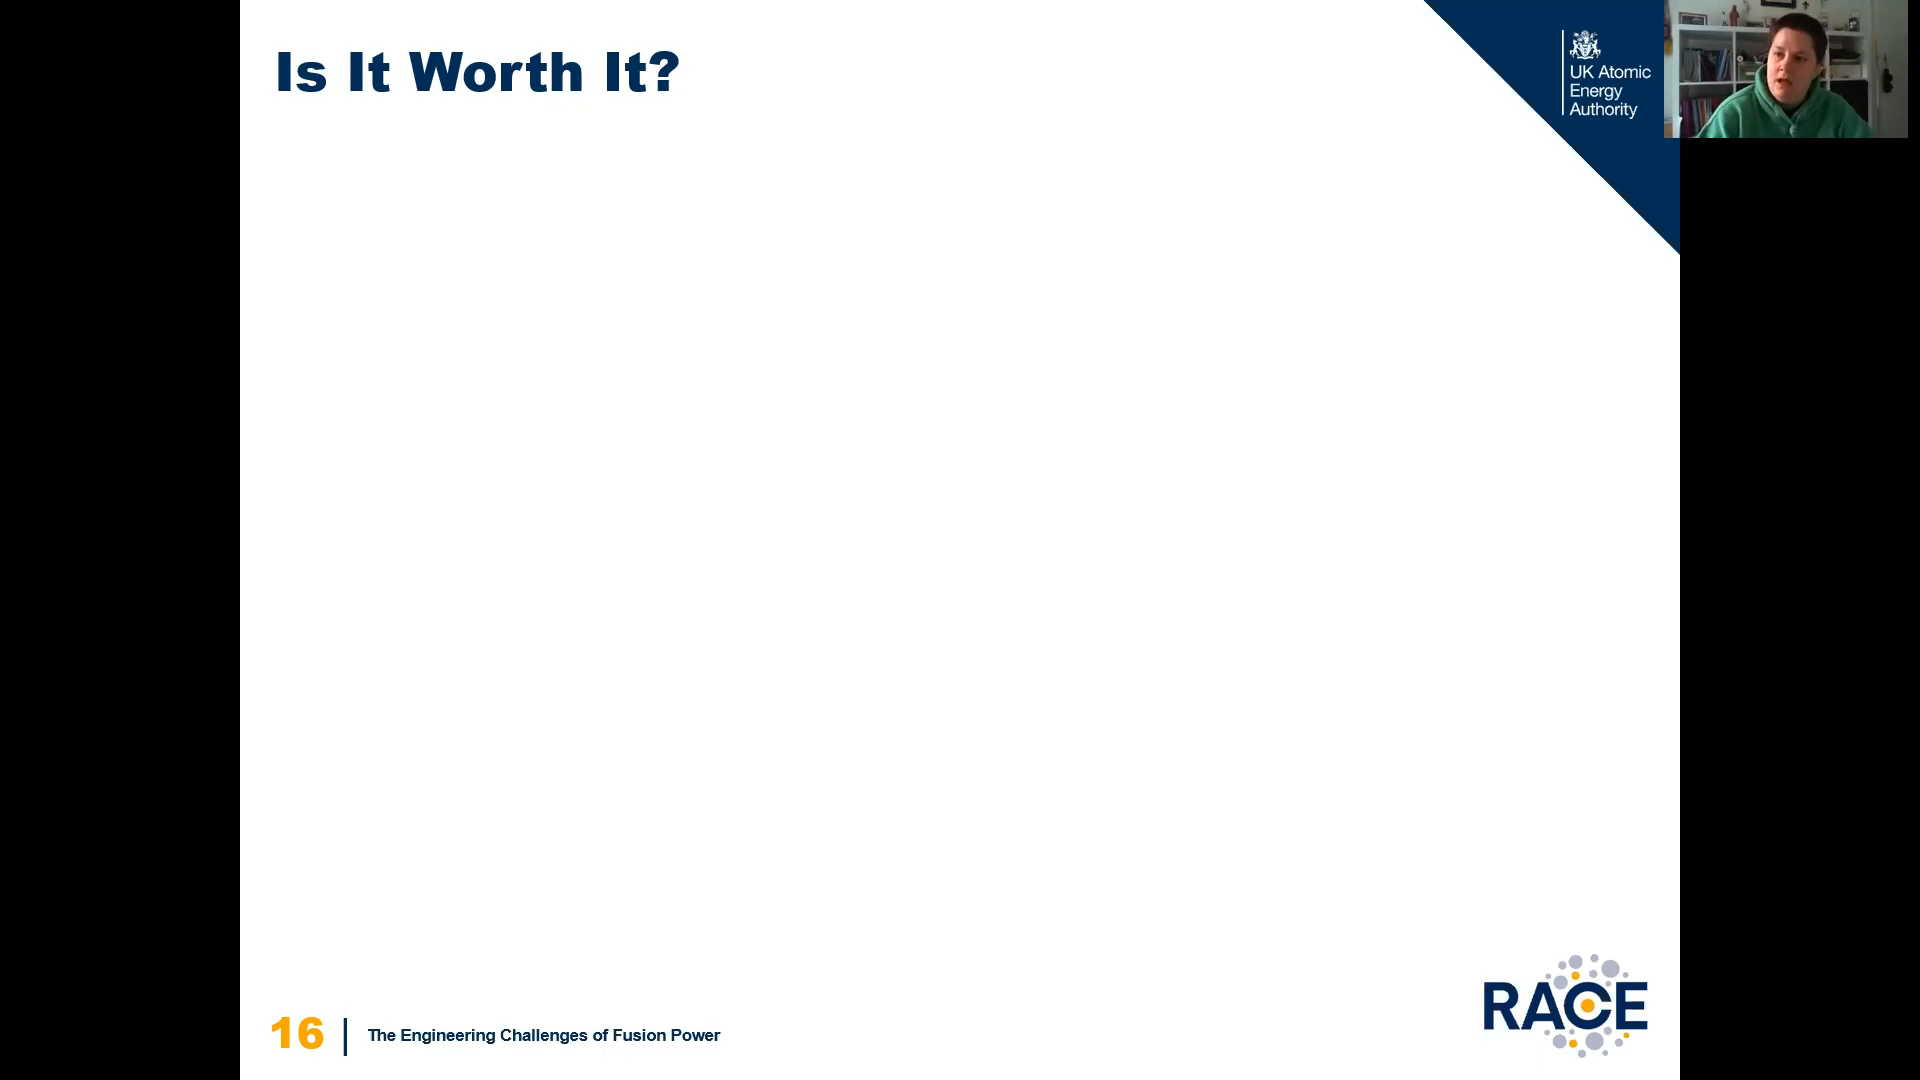 Is It Worth It?
UK Atomic
Energy
Authority
RACE
16
The Engineering Challenges of Fusion Power